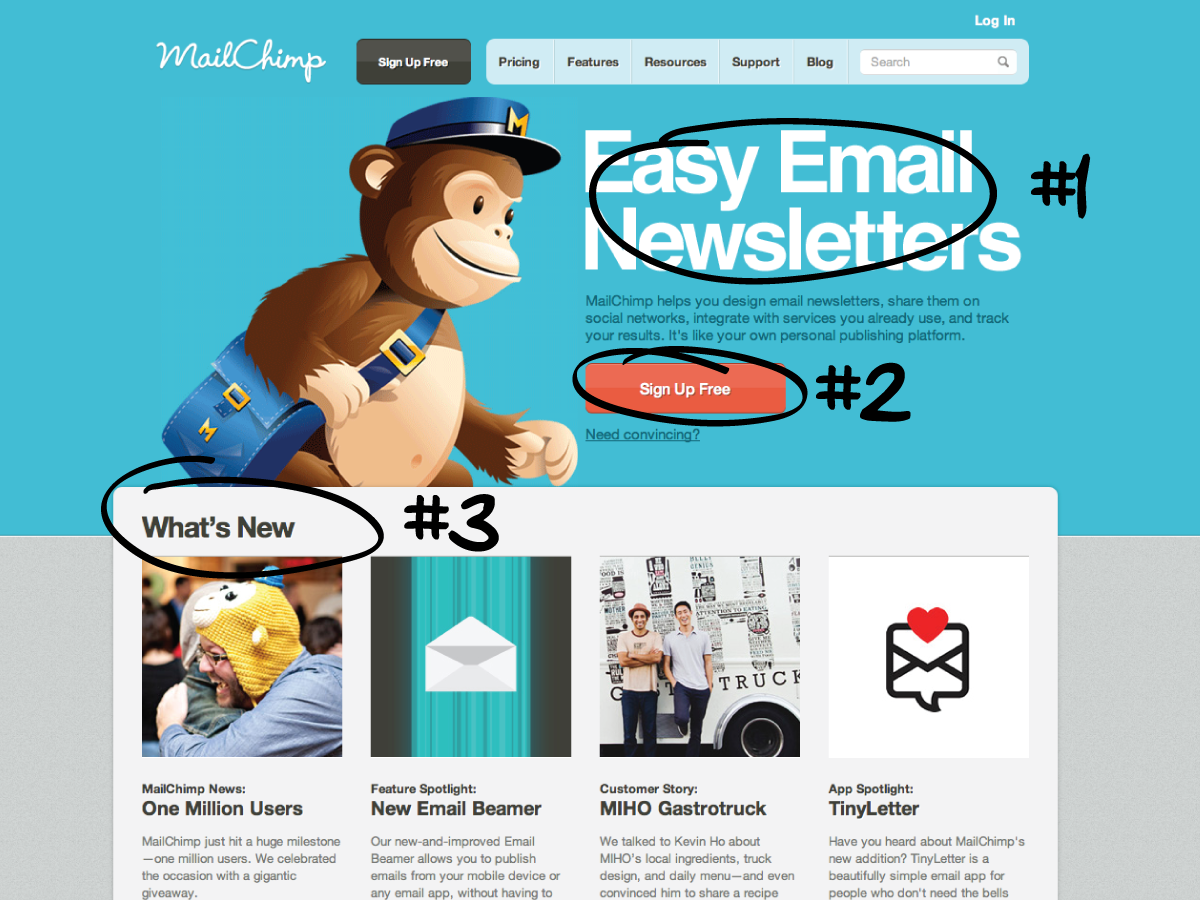 Log In
MailChimp
Sign Up Free
Pricing
Features
Resources
Support
Blog
Search
M
Easy Email
Newsletters
#1
MailChimp helps you design email newsletters, share them on
social networks, integrate with services you already use, and track
your results. It's like your own personal publishing platform.
Sign Up Free
#2
Need convincing?
M
What's New
#3
TRUCK
MailChimp News:
One Million Users
MailChimp just hit a huge milestone
—one million users. We celebrated
the occasion with a gigantic
giveaway.
Feature Spotlight:
New Email Beamer
Our new-and-improved Email
Beamer allows you to publish
emails from your mobile device or
any email app, without having to
Customer Story:
MIHO Gastrotruck
We talked to Kevin Ho about
MIHO's local ingredients, truck
design, and daily menu—and even
convinced him to share a recipe
App Spotlight:
TinyLetter
Have you heard about MailChimp's
new addition? TinyLetter is a
beautifully simple email app for
people who don't need the bells